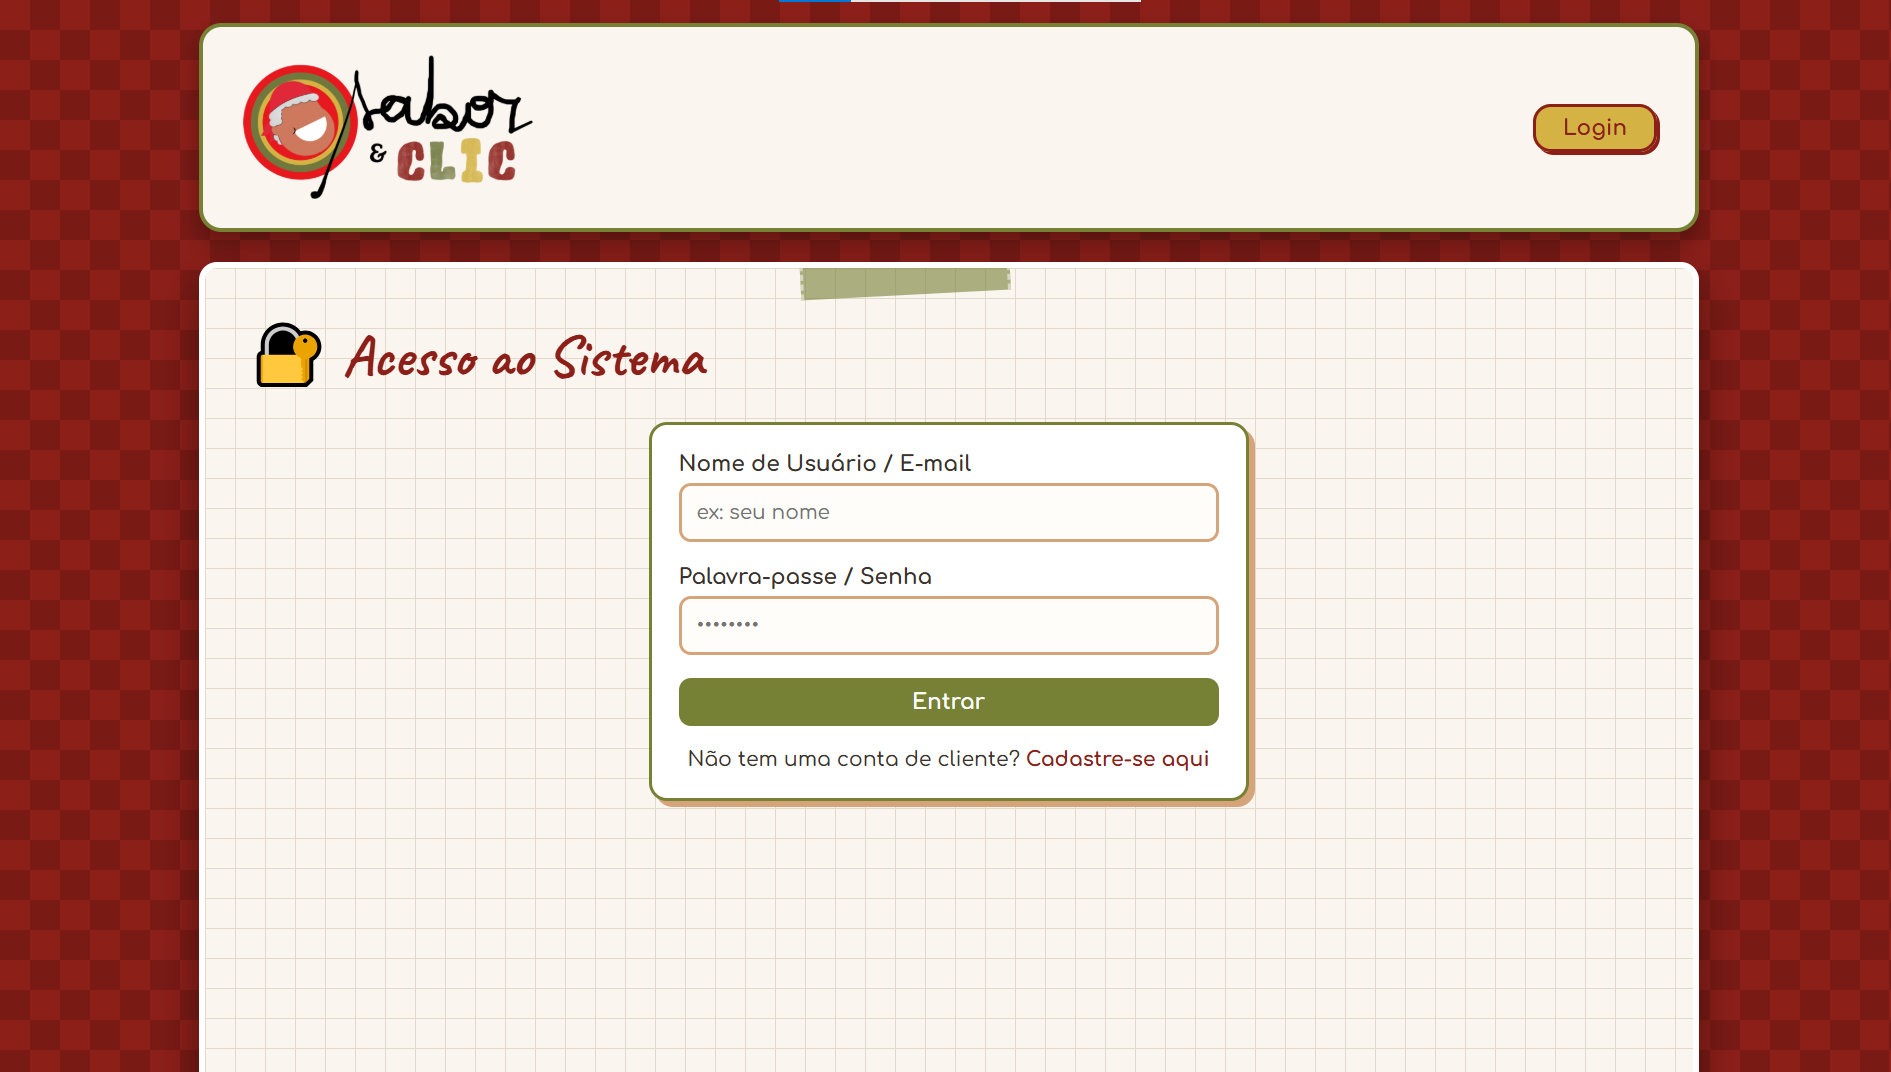 Sabor
& CLIC
Login
Acesso ao Sistema
Nome de Usuário / E-mail
ex: seu nome
Palavra-passe / Senha
••••••••
Entrar
Não tem uma conta de cliente? Cadastre-se aqui